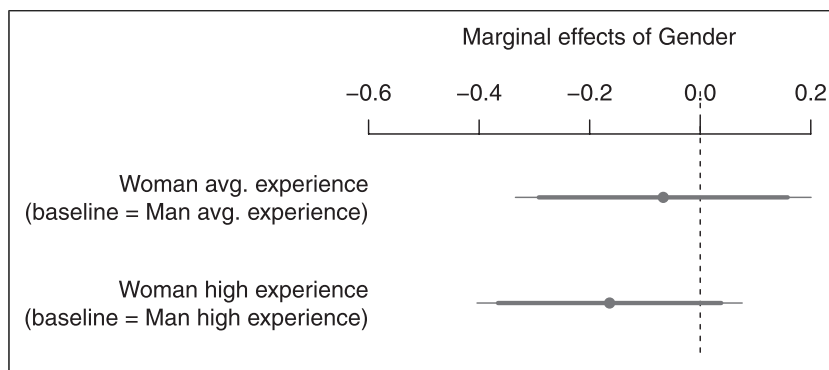 Marginal effects of Gender
−0.6 −0.4 −0.2 0.0 0.2
Woman avg. experience
(baseline = Man avg. experience)
Woman high experience
(baseline = Man high experience)